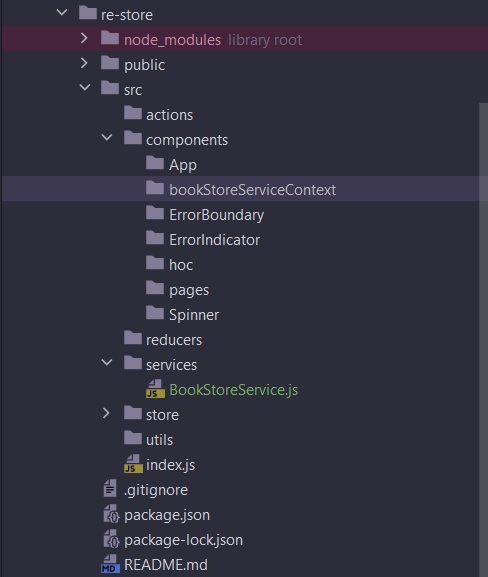 re-store
node_modules library root
public
src
actions
components
App
bookStoreServiceContext
ErrorBoundary
ErrorIndicator
hoc
pages
Spinner
reducers
services
JS BookStoreService.js
store
utils
JS index.js
.gitignore
package.json
package-lock.json
MD README.md